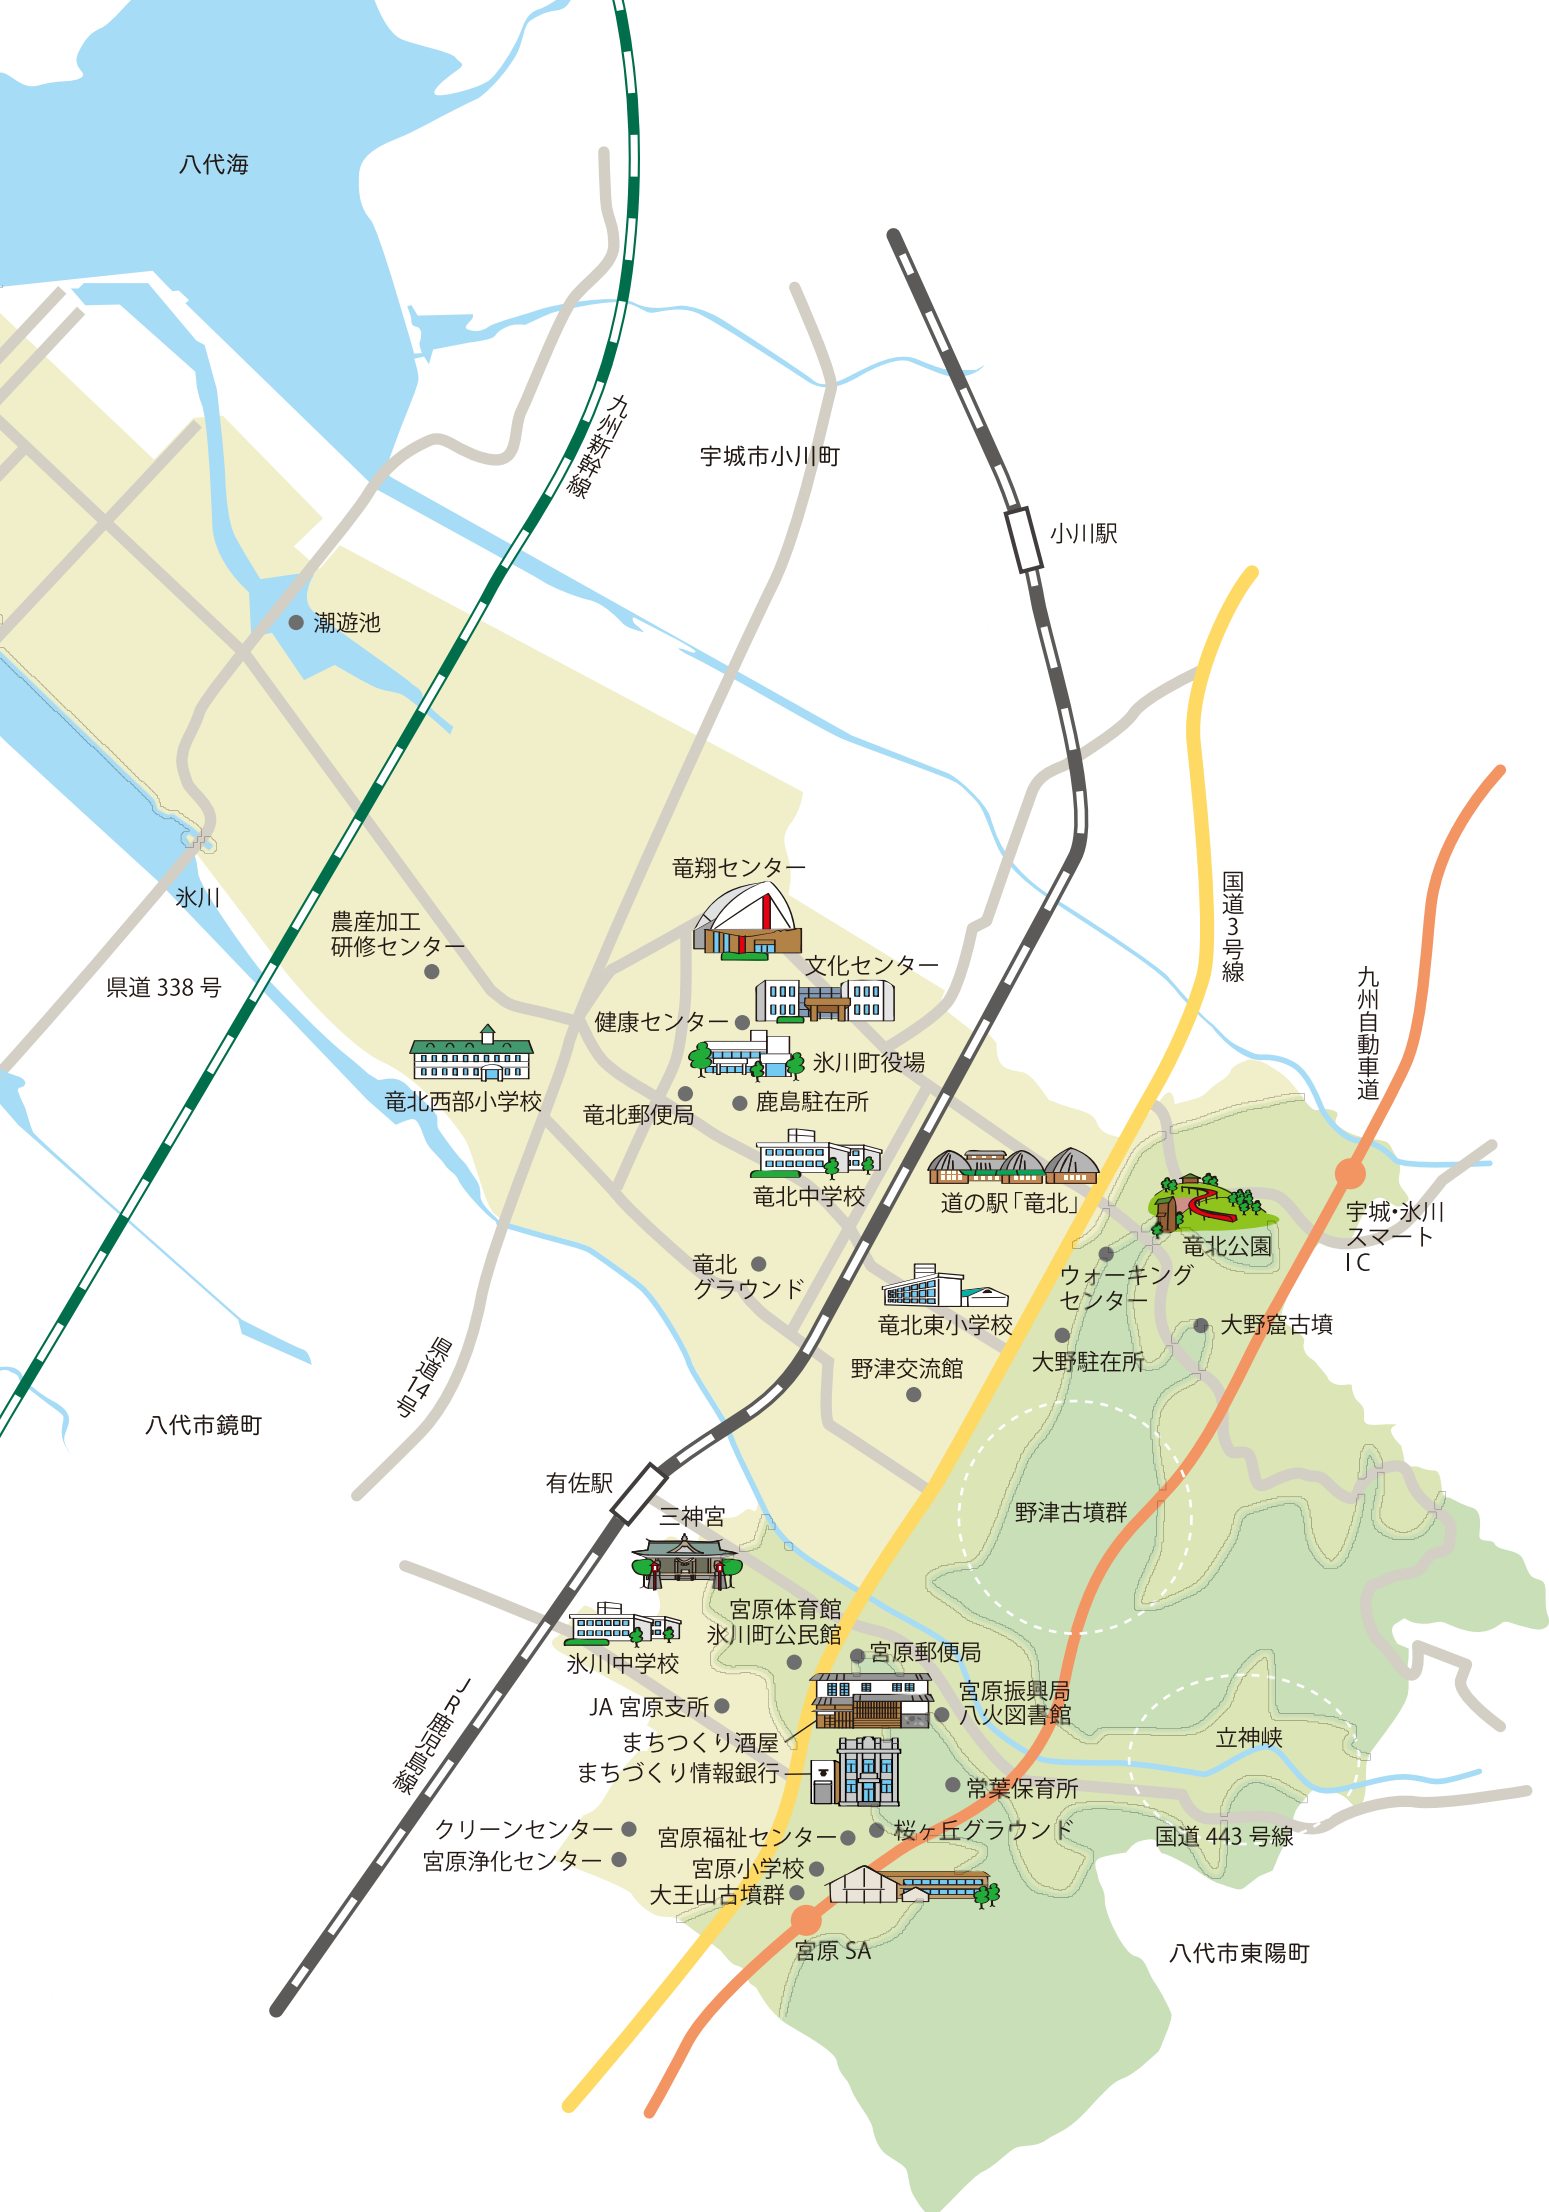 八代海
九州新幹線
宇城市小川町
小川駅
潮遊池
竜翔センター
国道3号線
氷川
農産加工
研修センター
文化センター
県道 338 号
九州自動車道
健康センター
氷川町役場
竜北西部小学校
竜北郵便局
鹿島駐在所
竜北中学校
道の駅「竜北」
宇城・氷川
スマート
IC
竜北公園
竜北
グラウンド
ウォーキング
センター
竜北東小学校
大野窟古墳
大野駐在所
野津交流館
県道14号
八代市鏡町
有佐駅
三神宮
野津古墳群
宮原体育館
氷川町公民館
宮原郵便局
氷川中学校
宮原振興局
八火図書館
JA 宮原支所
JR鹿児島線
まちつくり酒屋
立神峡
まちづくり情報銀行
常葉保育所
クリーンセンター
宮原福祉センター
桜ヶ丘グラウンド
国道 443 号線
宮原浄化センター
宮原小学校
大王山古墳群
宮原 SA
八代市東陽町